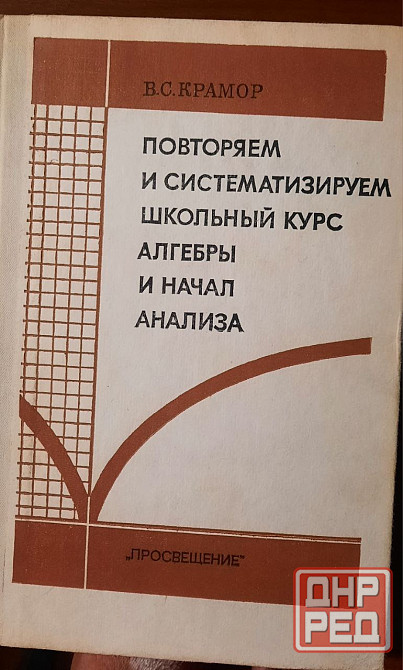 В.С.КРАМОР
ПОВТОРЯЕМ
И СИСТЕМАТИЗИРУЕМ
ШКОЛЬНЫЙ КУРС
АЛГЕБРЫ
И НАЧАЛ
АНАЛИЗА
„ПРОСВЕЩЕНИЕ"
ДНР
РЕД